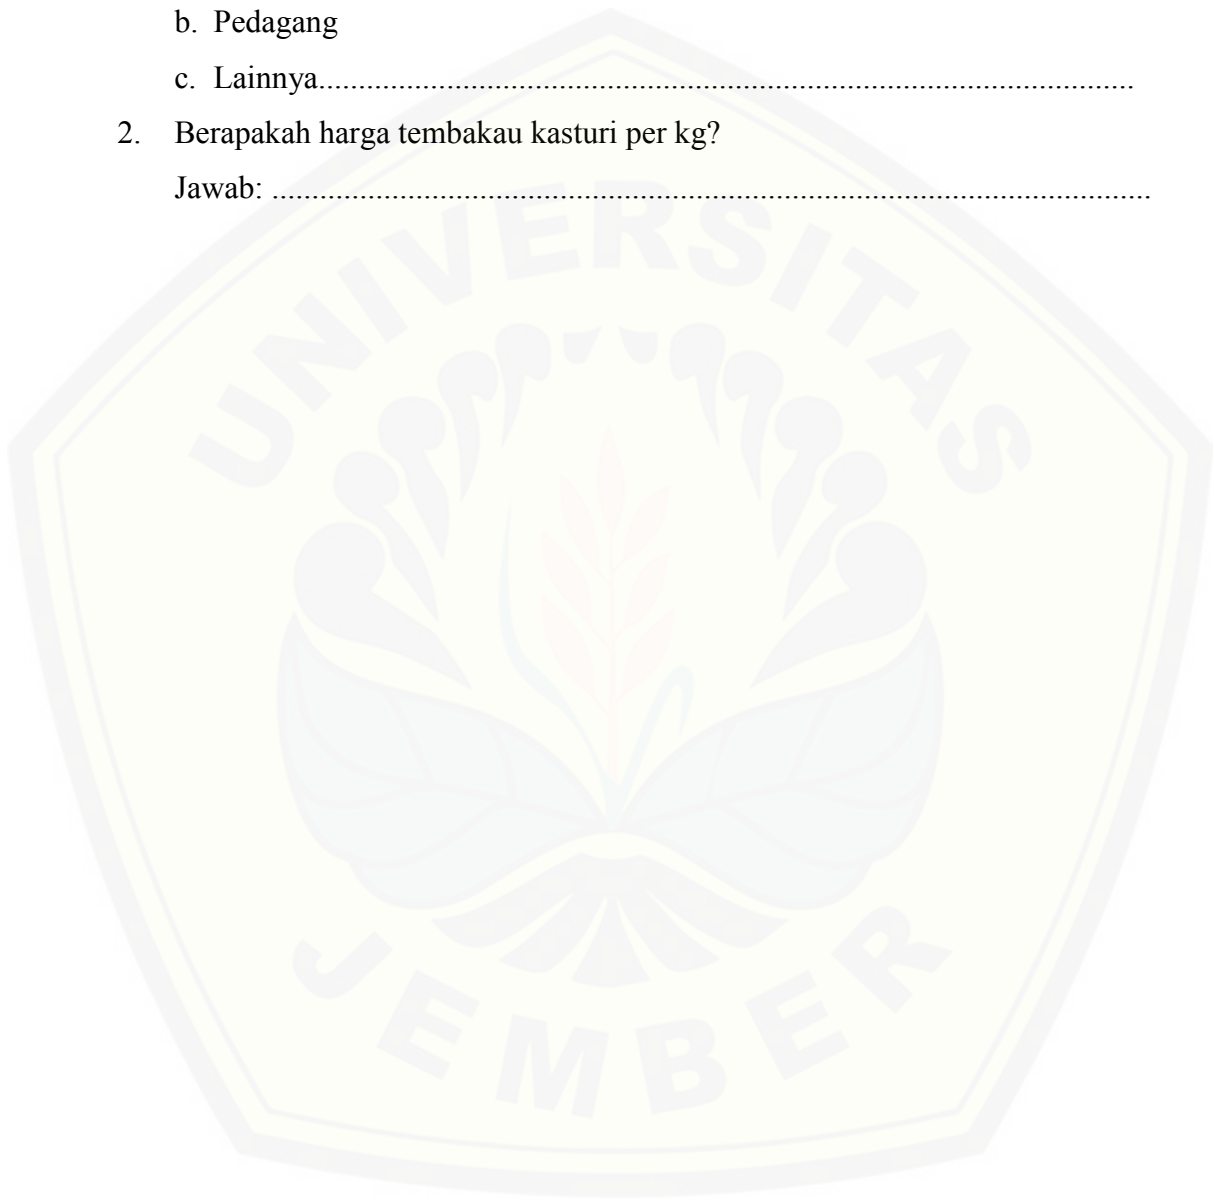 b. Pedagang
c. Lainnya......................................................................................................
2. Berapakah harga tembakau kasturi per kg?
Jawab: ..............................................................................................................
UNIVERSITAS
JEMBER